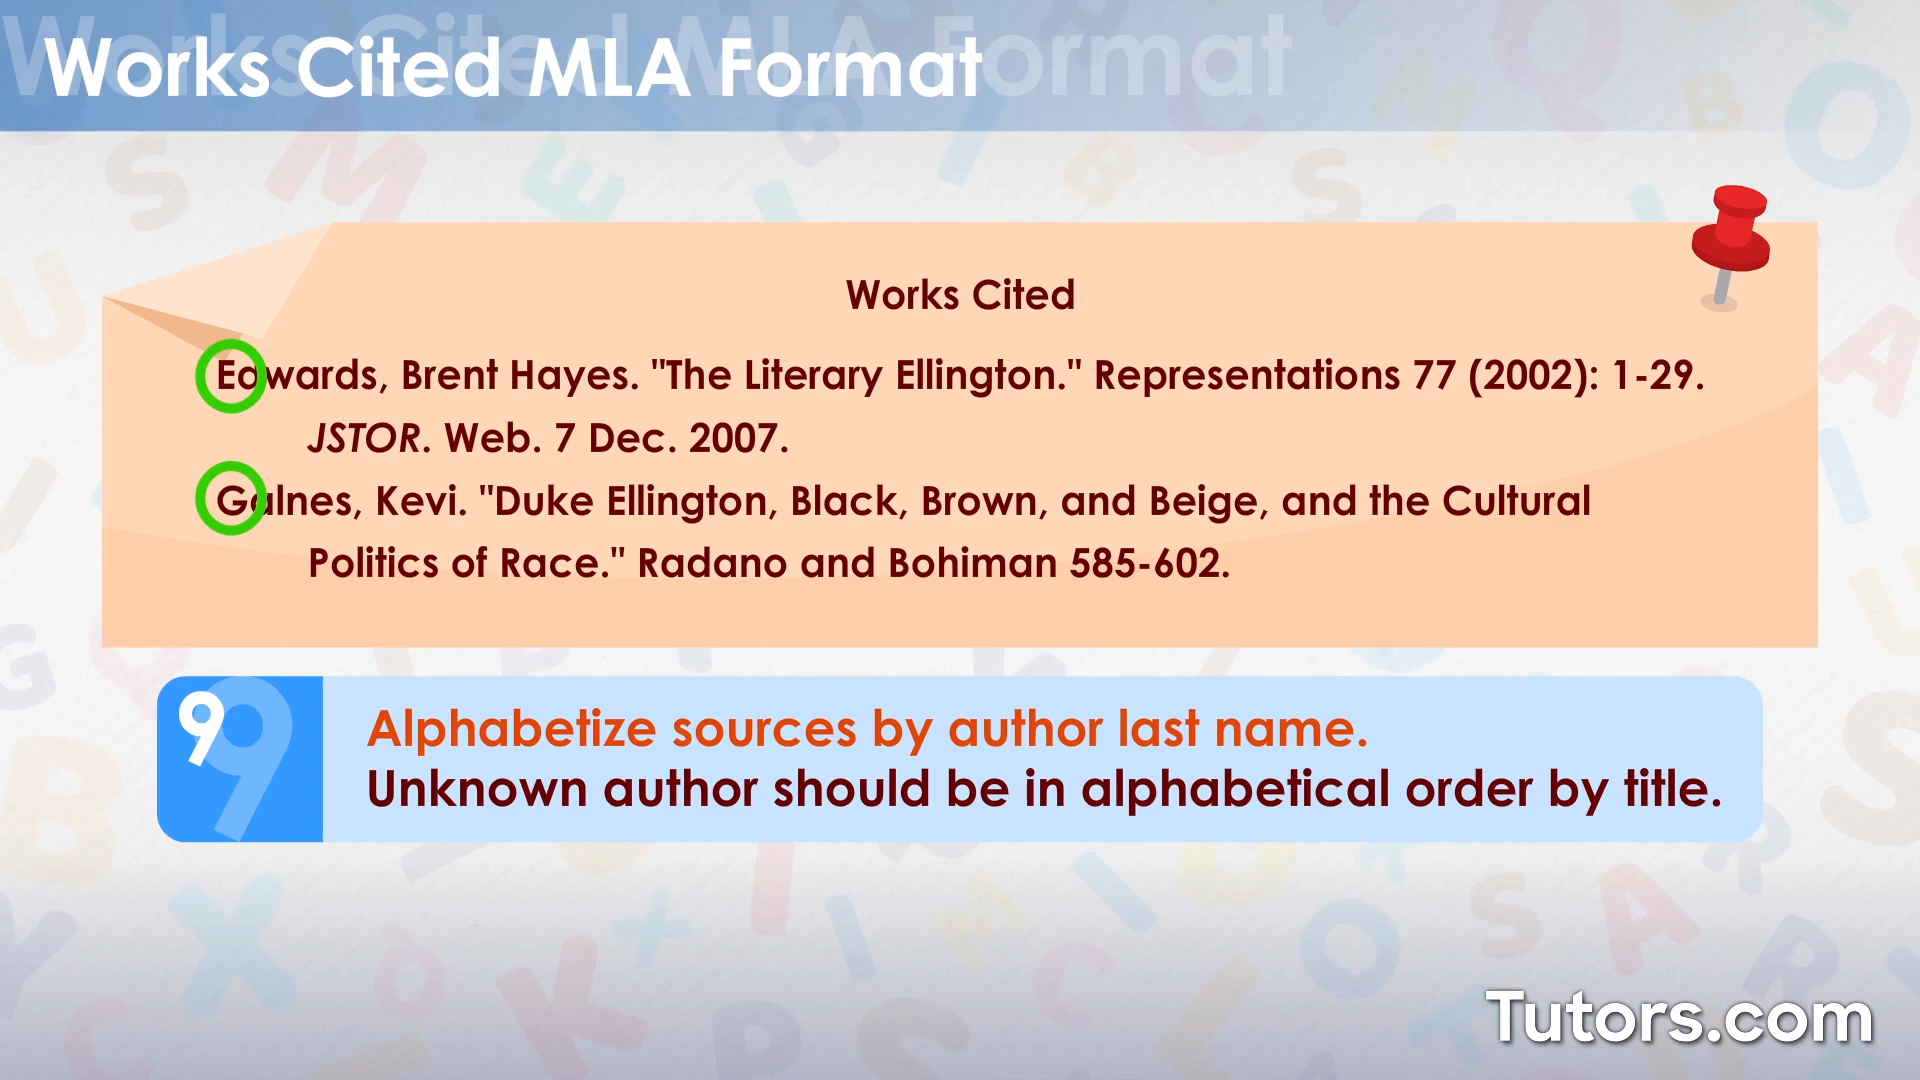 Works Cited MLA Format
Works Cited
Edwards, Brent Hayes. "The Literary Ellington." Representations 77 (2002): 1-29.
JSTOR. Web. 7 Dec. 2007.
Galnes, Kevi. "Duke Ellington, Black, Brown, and Beige, and the Cultural
Politics of Race." Radano and Bohiman 585-602.
9
Alphabetize sources by author last name.
Unknown author should be in alphabetical order by title.
Tutors.com